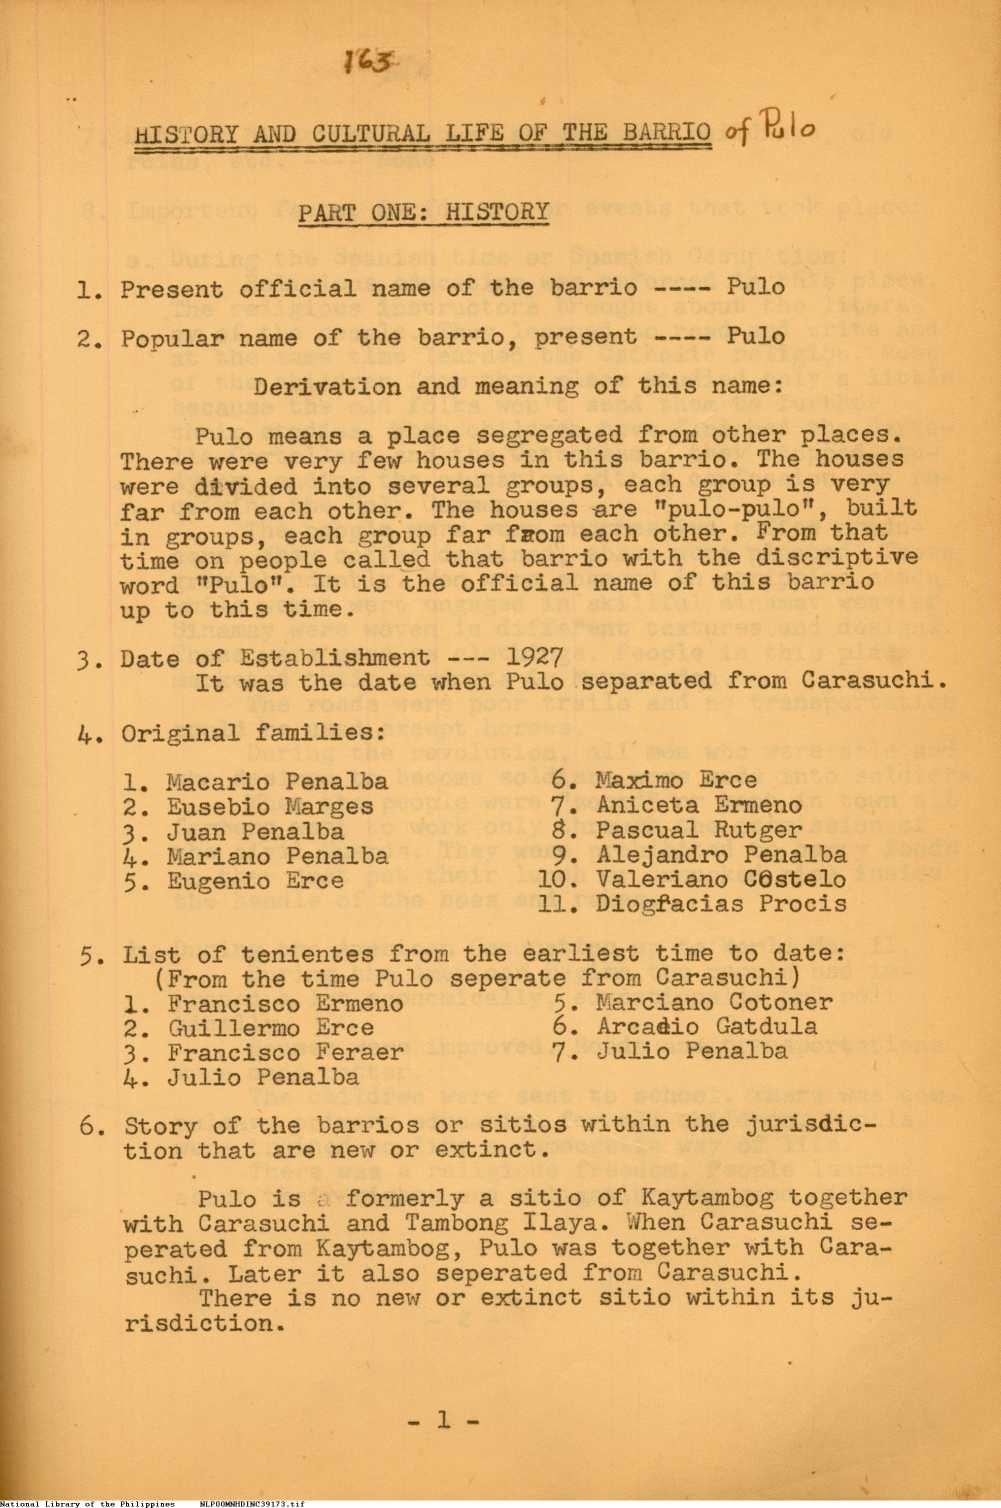 163
HISTORY AND CULTURAL LIFE OF THE BARRIO of Pulo
PART ONE: HISTORY
1. Present official name of the barrio ---- Pulo
2. Popular name of the barrio, present ---- Pulo
Derivation and meaning of this name:
Pulo means a place segregated from other places.
There were very few houses in this barrio. The houses
were divided into several groups, each group is very
far from each other. The houses are "pulo-pulo", built
in groups, each group far from each other. From that
time on people called that barrio with the descriptive
word "Pulo". It is the official name of this barrio
up to this time.
3. Date of Establishment --- 1927
It was the date when Pulo separated from Carasuchi.
4. Original families:
1. Macario Penalba
2. Eusebio Marges
3. Juan Penalba
4. Mariano Penalba
5. Eugenio Erce
6. Maximo Erce
7. Aniceta Ermeno
8. Pascual Rutger
9. Alejandro Penalba
10. Valeriano Costelo
11. Diogracias Procis
5. List of tenientes from the earliest time to date:
(From the time Pulo seperate from Carasuchi)
1. Francisco Ermeno
2. Guillermo Erce
3. Francisco Feraer
4. Julio Penalba
5. Marciano Cotoner
6. Arcadio Gatdula
7. Julio Penalba
6. Story of the barrios or sitios within the jurisdic-
tion that are new or extinct.
Pulo is a formerly a sitio of Kaytambog together
with Carasuchi and Tambong Ilaya. When Carasuchi se-
perated from Kaytambog, Pulo was together with Cara-
suchi. Later it also seperated from Carasuchi.
There is no new or extinct sitio within its ju-
risdiction.
- 1 -
National Library of the Philippines NLP00MNHDINC39173.tif